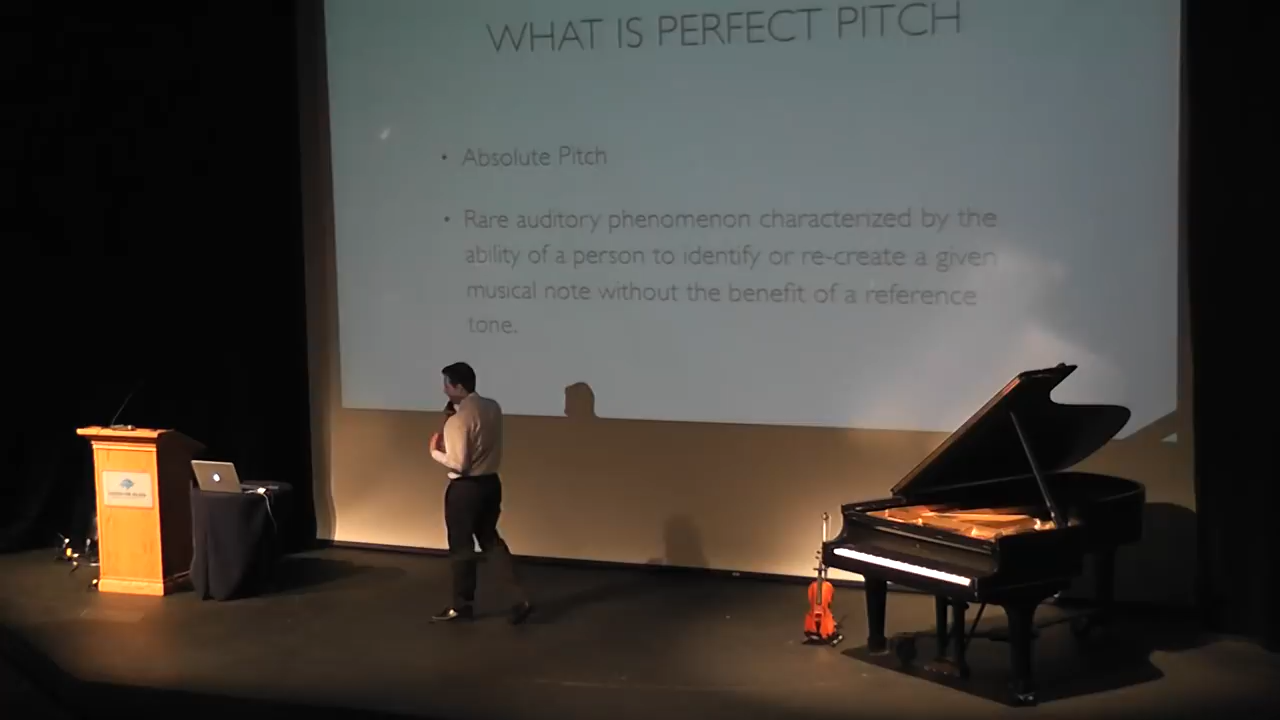 WHAT IS PERFECT PITCH
• Absolute Pitch
• Rare auditory phenomenon characterized by the
ability of a person to identify or re-create a given
musical note without the benefit of a reference
tone.